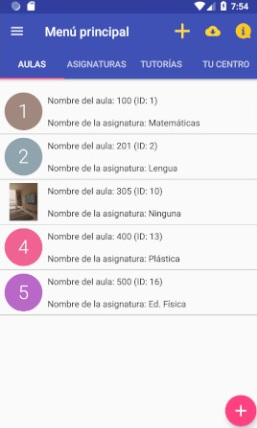 7:54
Menú principal
AULAS ASIGNATURAS TUTORÍAS TU CENTRO
1
Nombre del aula: 100 (ID: 1)
Nombre de la asignatura: Matemáticas
2
Nombre del aula: 201 (ID: 2)
Nombre de la asignatura: Lengua
Nombre del aula: 305 (ID: 10)
Nombre de la asignatura: Ninguna
4
Nombre del aula: 400 (ID: 13)
Nombre de la asignatura: Plástica
5
Nombre del aula: 500 (ID: 16)
Nombre de la asignatura: Ed. Física